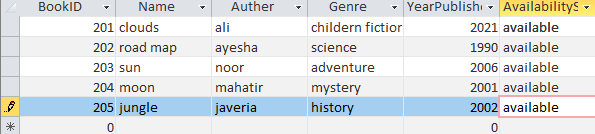 BookID Name Auther Genre YearPublishe AvailabilityS
201 clouds ali childern fiction 2021 available
202 road map ayesha science 1990 available
203 sun noor adventure 2006 available
204 moon mahatir mystery 2001 available
205 jungle javeria history 2002 available
0 0